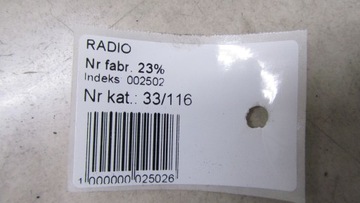 RADIO
Nr fabr. 23%
Indeks 002502
Nr kat.: 33/116
1 000000 025026